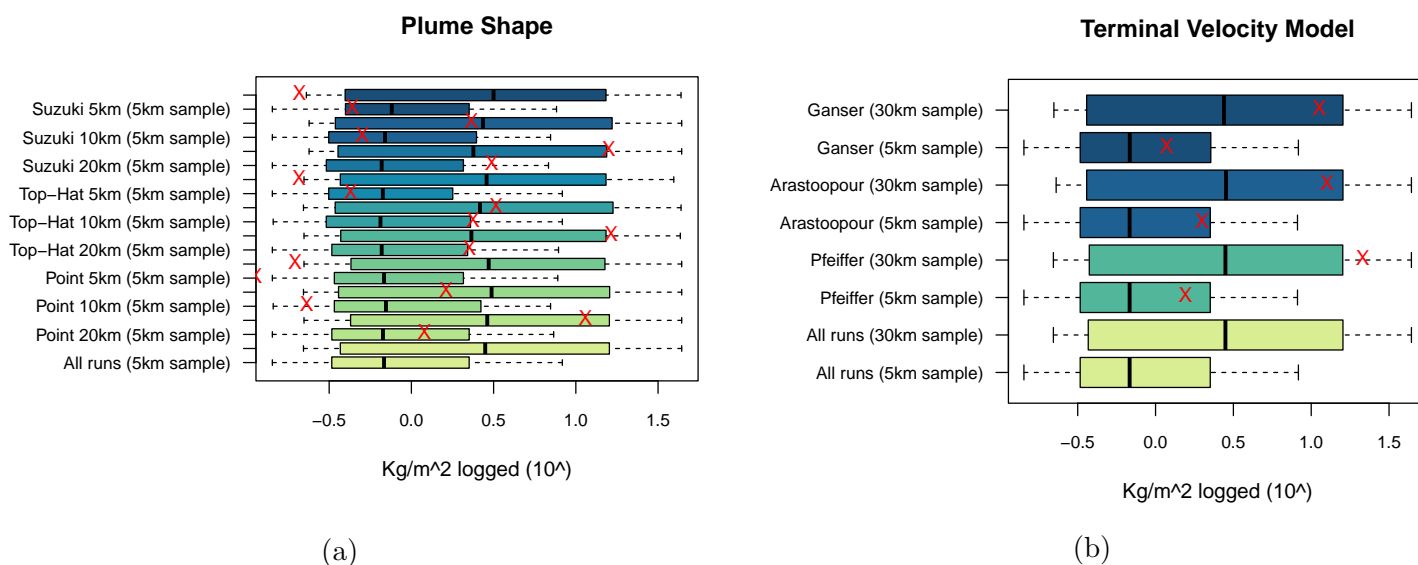 Plume Shape
Suzuki 5km (5km sample)
Suzuki 10km (5km sample)
Suzuki 20km (5km sample)
Top−Hat 5km (5km sample)
Top−Hat 10km (5km sample)
Top−Hat 20km (5km sample)
Point 5km (5km sample)
Point 10km (5km sample)
Point 20km (5km sample)
All runs (5km sample)
−0.5 0.0 0.5 1.0 1.5
Kg/m^2 logged (10^)
(a)
Terminal Velocity Model
Ganser (30km sample)
Ganser (5km sample)
Arastoopour (30km sample)
Arastoopour (5km sample)
Pfeiffer (30km sample)
Pfeiffer (5km sample)
All runs (30km sample)
All runs (5km sample)
−0.5 0.0 0.5 1.0 1.5
Kg/m^2 logged (10^)
(b)